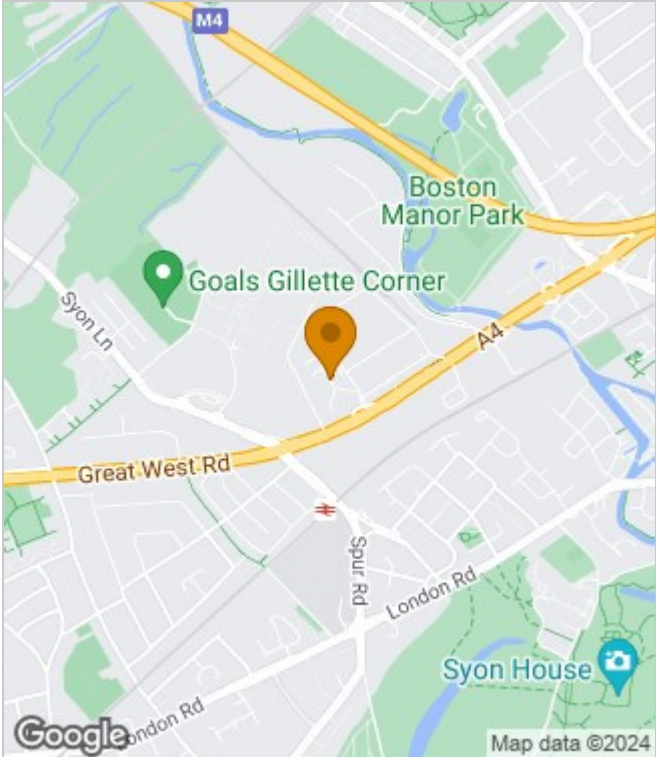 M4
Boston
Manor Park
Goals Gillette Corner
Syon Ln
A4
Great West Rd
Spur Rd
London Rd
Syon House
London Rd
Google
Map data ©2024